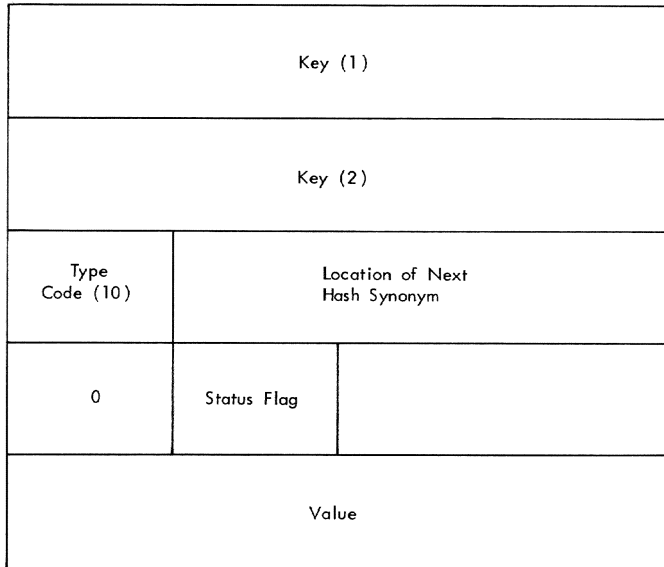 Key (1)
Key (2)
Type
Code (10)
Location of Next
Hash Synonym
0
Status Flag
Value